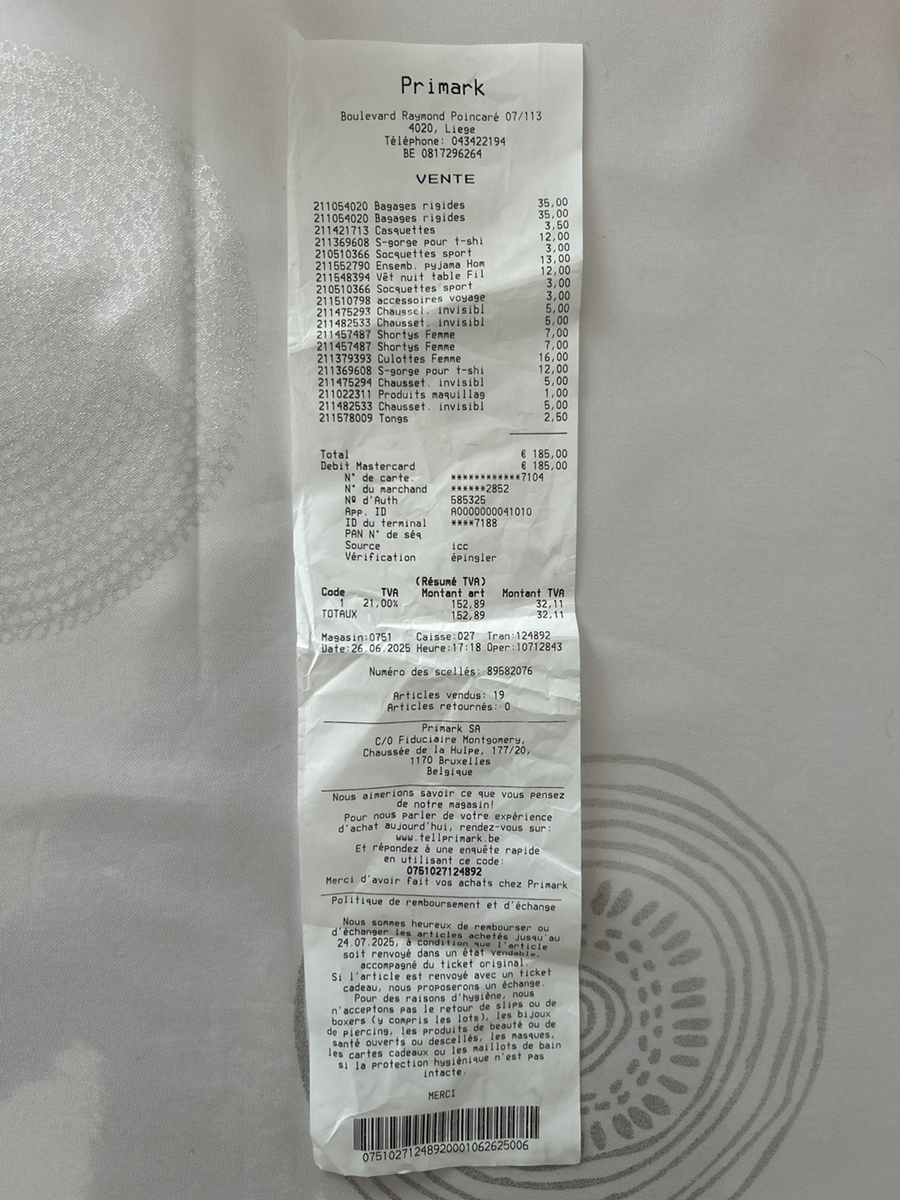 Primark
Boulevard Raymond Poincaré 07/113
4020, Liege
Téléphone: 043422194
BE 0817296264
VENTE
211054020 Bagages rigides 35,00
211054020 Bagages rigides 35,00
211421713 Casquettes 3,50
211369608 S-gorge pour t-shi 12,00
210510366 Socquettes sport 3,00
211552790 Ensemb. pyjama Hom 13,00
211548394 Vêt nuit table Fil 12,00
210510366 Socquettes sport 3,00
211510798 accessoires voyage 3,00
211475293 Chausset. invisibl 5,00
211482533 Chausset. invisibl 5,00
211457487 Shortys Femme 7,00
211457487 Shortys Femme 7,00
211379393 Culottes Femme 16,00
211369608 S-gorge pour t-shi 12,00
211475294 Chausset. invisibl 5,00
211022311 Produits maquillag 1,00
211482533 Chausset. invisibl 5,00
211578009 Tongs 2,50
Total € 185,00
Debit Mastercard € 185,00
N° de carte. ************7104
N° du marchand ******2852
Nº d'Auth 585325
App. ID A0000000041010
ID du terminal ****7188
PAN N° de séq
Source icc
Vérification épingler
(Résumé TVA)
Code TVA Montant art Montant TVA
1 21,00% 152,89 32,11
TOTAUX 152,89 32,11
Magasin:0751 Caisse:027 Tran:124892
Date:26.06.2025 Heure:17:18 Oper:10712843
Numéro des scellés: 89582076
Articles vendus: 19
Articles retournés: 0
Primark SA
C/O Fiduciaire Montgomery,
Chaussée de la Hulpe, 177/20,
1170 Bruxelles
Belgique
Nous aimerions savoir ce que vous pensez
de notre magasin!
Pour nous parler de votre expérience
d'achat aujourd'hui, rendez-vous sur:
www.tellprimark.be
Et répondez à une enquête rapide
en utilisant ce code:
0751027124892
Merci d'avoir fait vos achats chez Primark
Politique de remboursement et d'échange
Nous sommes heureux de rembourser ou
d'échanger les articles achetés jusqu'au
24.07.2025, à condition que l'article
soit renvoyé dans un état vendable,
accompagné du ticket original.
Si l'article est renvoyé avec un ticket
cadeau, nous proposerons un échange.
Pour des raisons d'hygiène, nous
n'acceptons pas le retour de slips ou de
boxers (y compris les lots), les bijoux
de piercing, les produits de beauté ou de
santé ouverts ou descellés, les masques,
les cartes cadeaux ou les maillots de bain
si la protection hygiénique n'est pas
intacte.
MERCI
07510271248920001062625006